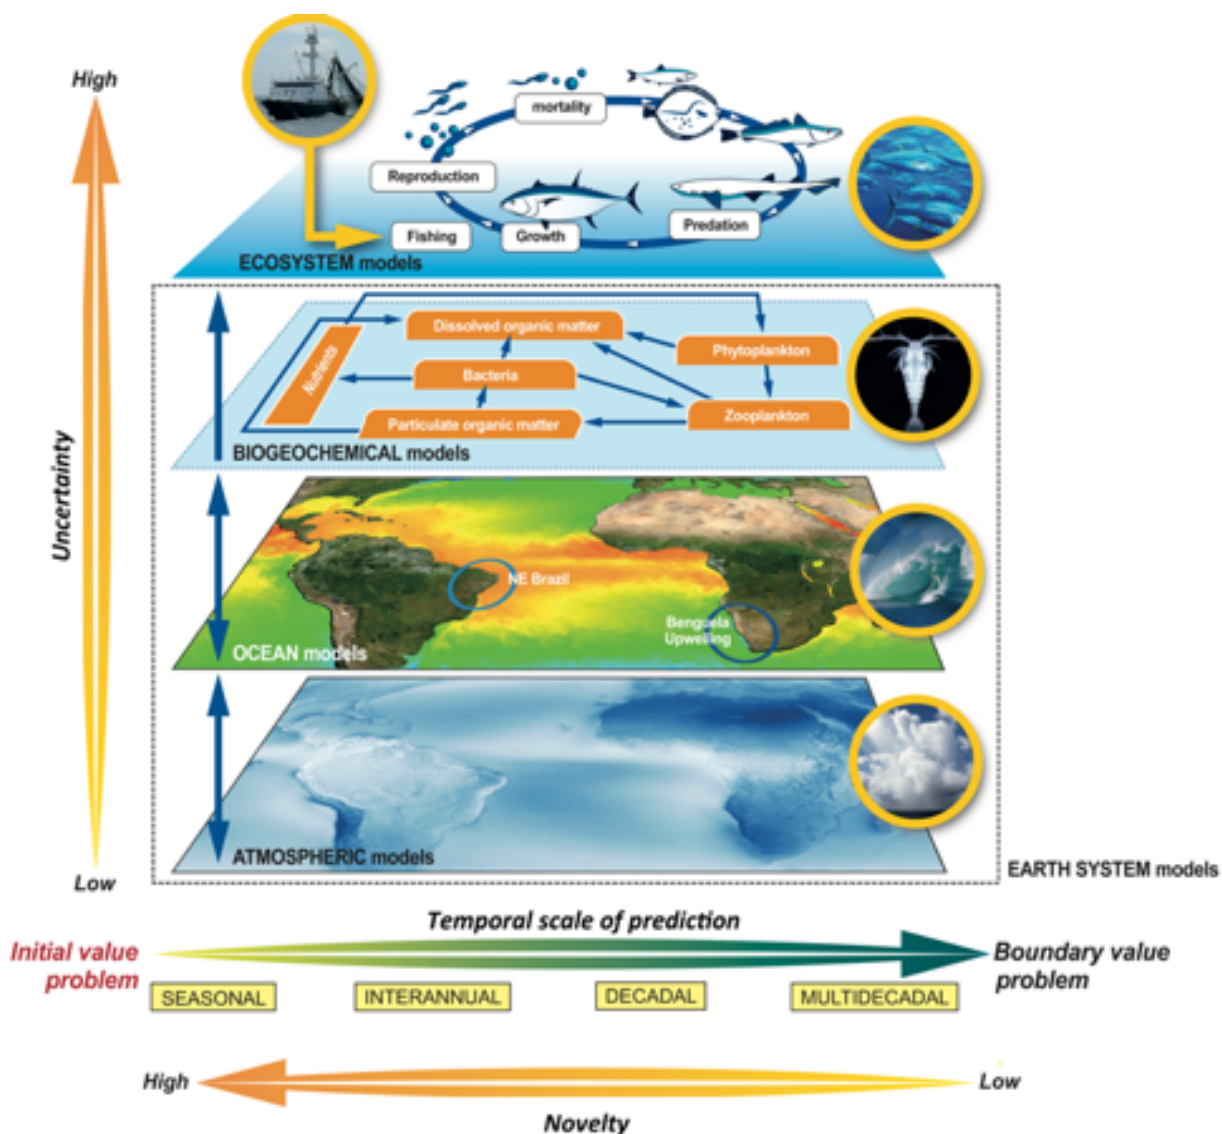 High
mortality
Reproduction
Fishing
Growth
Predation
ECOSYSTEM models
Dissolved organic matter
Nutrients
Phytoplankton
Bacteria
Zooplankton
Particulate organic matter
BIOGEOCHEMICAL models
Uncertainty
NE Brazil
Benguela
Upwelling
OCEAN models
ATMOSPHERIC models
Low
EARTH SYSTEM models
Temporal scale of prediction
Initial value
problem
Boundary value
problem
SEASONAL
INTERANNUAL
DECADAL
MULTIDECADAL
High
Low
Novelty